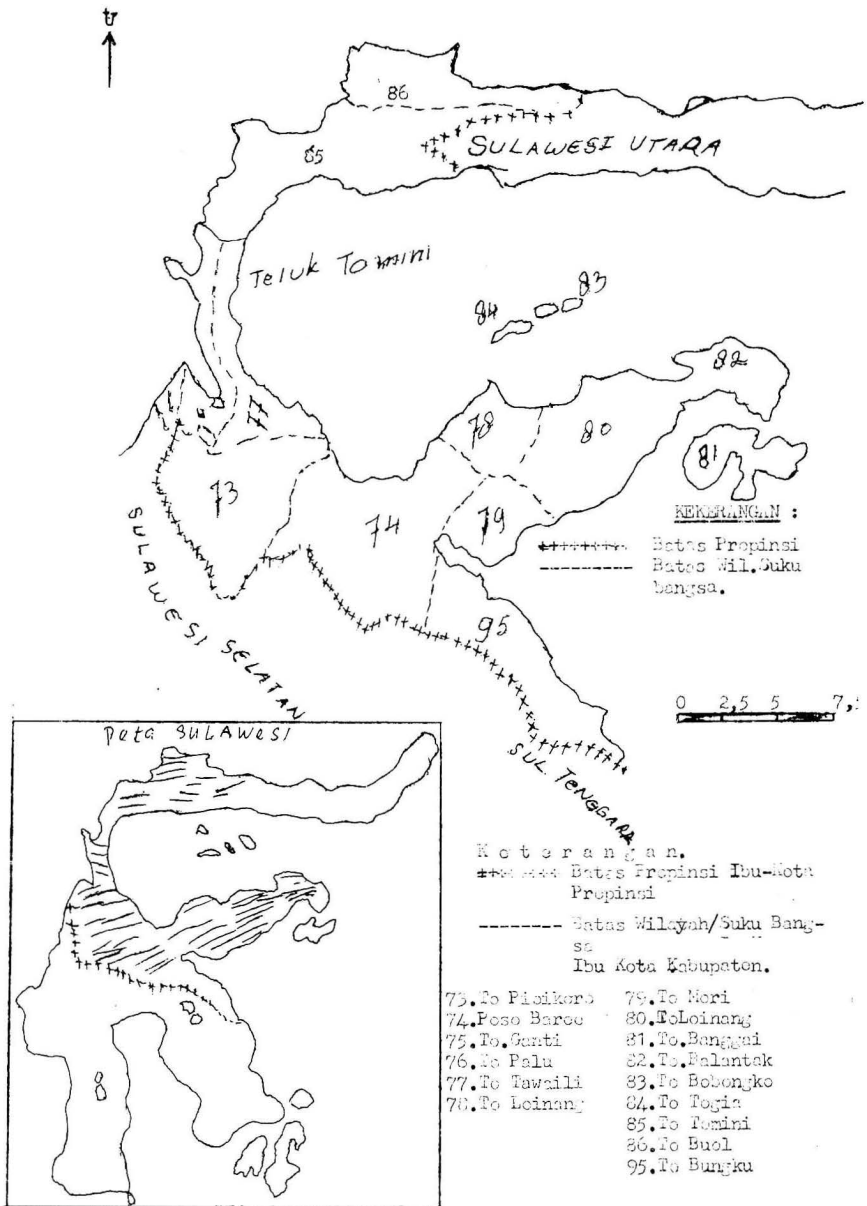 u
86
SULAWESI UTARA
85
Teluk Tomini
83
84
82
78
80
81
73
74
79
KEKERANGAN :
Batas Propinsi
Batas Wil.Suku
bangsa.
95
SULAWESI SELATAN
0 2,5 5 7,5
SUL. TENGGARA
Peta SULAWESI
Keterangan.
Batas Propinsi Ibu-Kota
Propinsi
Batas Wilayah/Suku Bang-
sa
Ibu Kota Kabupaten.
73.To Pipikoro
74.Poso Baree
75.To.Ganti
76.To Palu
77.To Tawaili
78.To Loinang
79.To Mori
80.ToLoinang
81.To.Banggai
82.To.Balantak
83.To Bobongko
84.To Togia
85.To Tomini
86.To Buol
95.To Bungku